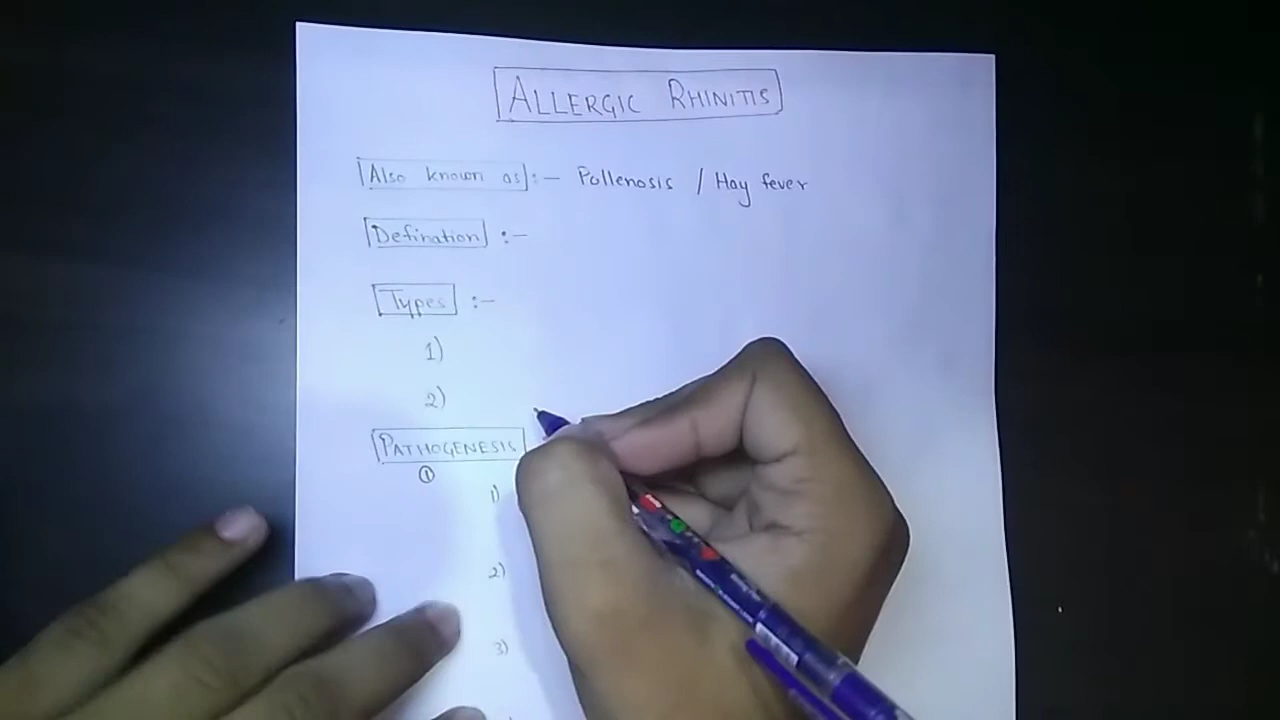 ALLERGIC RHINITIS
Also known as :- Pollenosis / Hay fever
Defination :-
Types :-
1)
2)
PATHOGENESIS
①
1)
2)
3)